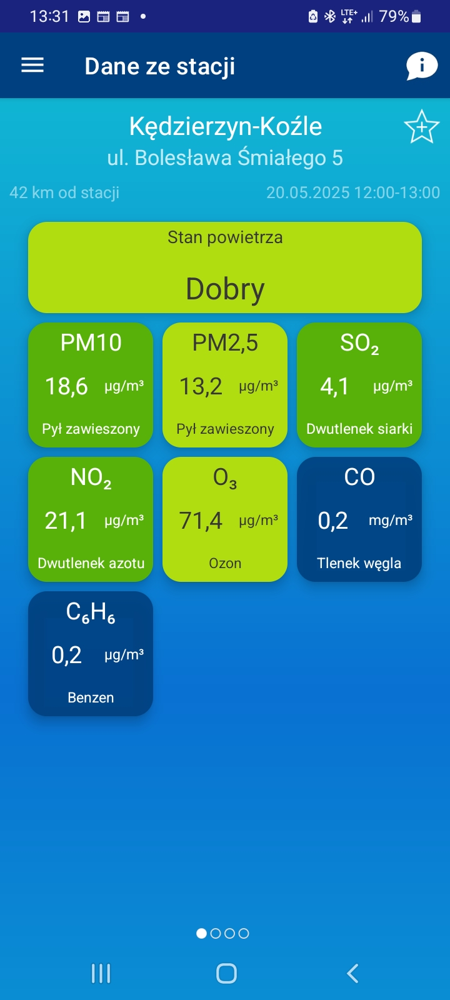 13:31 LTE+ 79%
Dane ze stacji
Kędzierzyn-Koźle
ul. Bolesława Śmiałego 5
42 km od stacji 20.05.2025 12:00-13:00
Stan powietrza
Dobry
PM10 PM2,5 SO₂
18,6 µg/m³ 13,2 µg/m³ 4,1 µg/m³
Pył zawieszony Pył zawieszony Dwutlenek siarki
NO₂ O₃ CO
21,1 µg/m³ 71,4 µg/m³ 0,2 mg/m³
Dwutlenek azotu Ozon Tlenek węgla
C₆H₆
0,2 µg/m³
Benzen